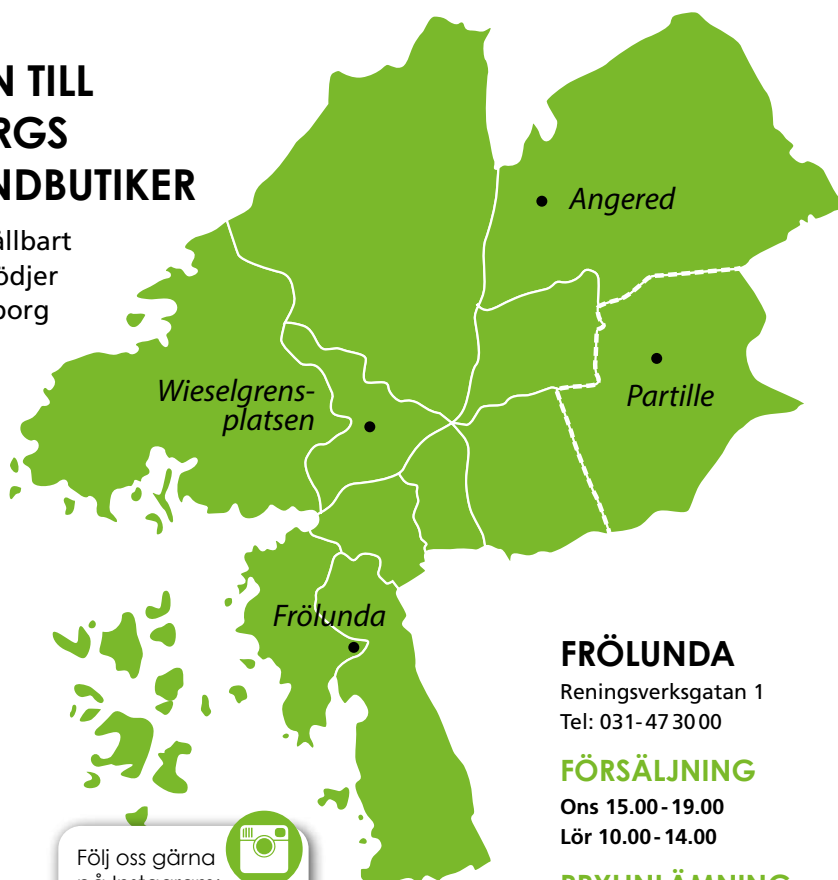 N TILL
RGS
NDBUTIKER
ållbart
ödjer
borg
Angered
Partille
Wieselgrens-
platsen
Frölunda
FRÖLUNDA
Reningsverksgatan 1
Tel: 031-47 30 00
FÖRSÄLJNING
Ons 15.00-19.00
Lör 10.00-14.00
Följ oss gärna